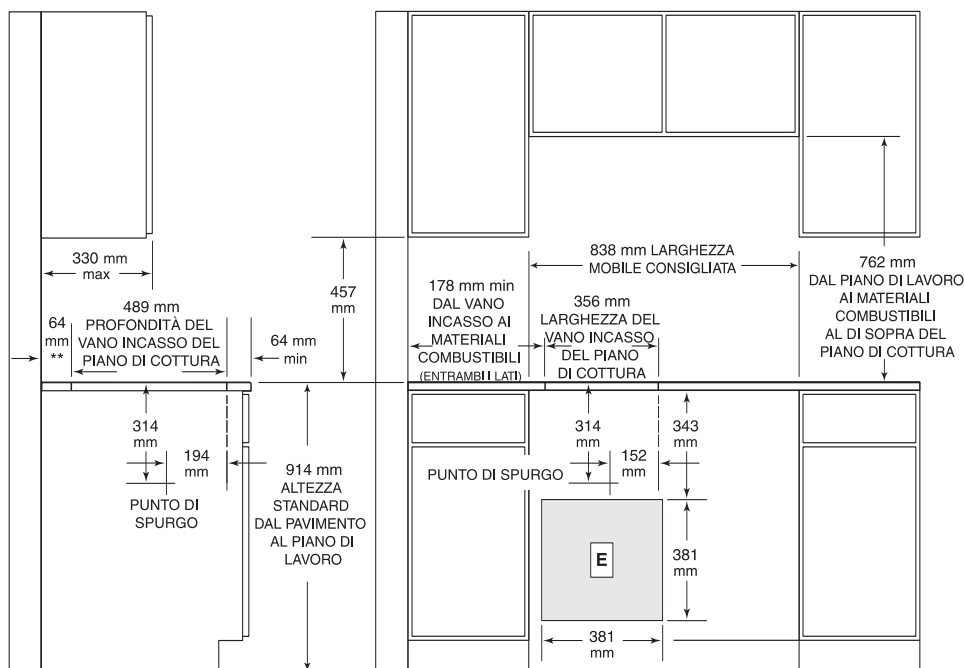 330 mm
max
489 mm
PROFONDITÀ DEL
VANO INCASSO DEL
PIANO DI COTTURA
64
mm
**
64 mm
min
457
mm
314
mm
194
mm
PUNTO DI
SPURGO
914 mm
ALTEZZA
STANDARD
DAL PAVIMENTO
AL PIANO DI
LAVORO
838 mm LARGHEZZA
MOBILE CONSIGLIATA
178 mm min
DAL VANO
INCASSO AI
MATERIALI
COMBUSTIBILI
(ENTRAMBI I LATI)
356 mm
LARGHEZZA DEL
VANO INCASSO
DEL PIANO
DI COTTURA
762 mm
DAL PIANO DI LAVORO
AI MATERIALI
COMBUSTIBILI
AL DI SOPRA DEL
PIANO DI COTTURA
314
mm
152
mm
343
mm
PUNTO DI SPURGO
E
381
mm
381
mm